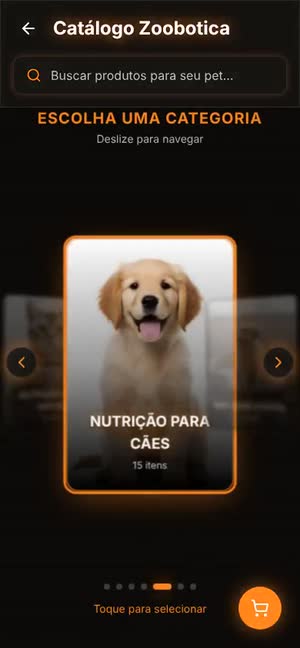 Catálogo Zoobotica
Buscar produtos para seu pet...
ESCOLHA UMA CATEGORIA
Deslize para navegar
NUTRIÇÃO PARA
CÃES
15 itens
Toque para selecionar